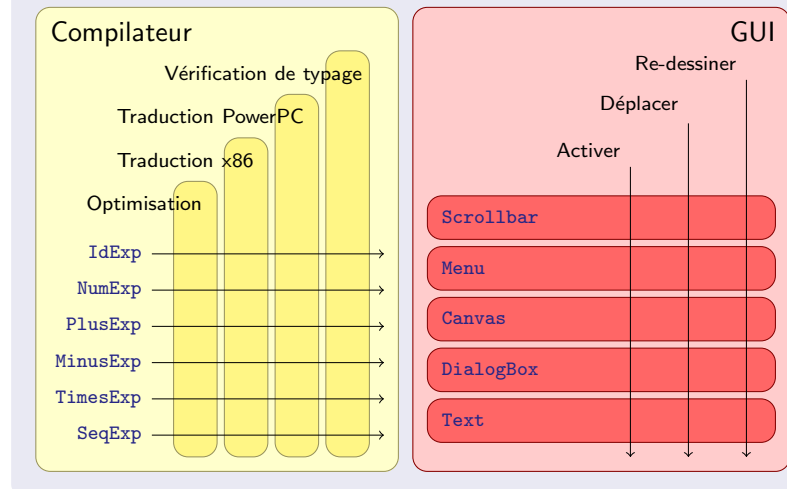 Compilateur
Vérification de typage
Traduction PowerPC
Traduction x86
Optimisation
IdExp
NumExp
PlusExp
MinusExp
TimesExp
SeqExp
GUI
Re-dessiner
Déplacer
Activer
Scrollbar
Menu
Canvas
DialogBox
Text